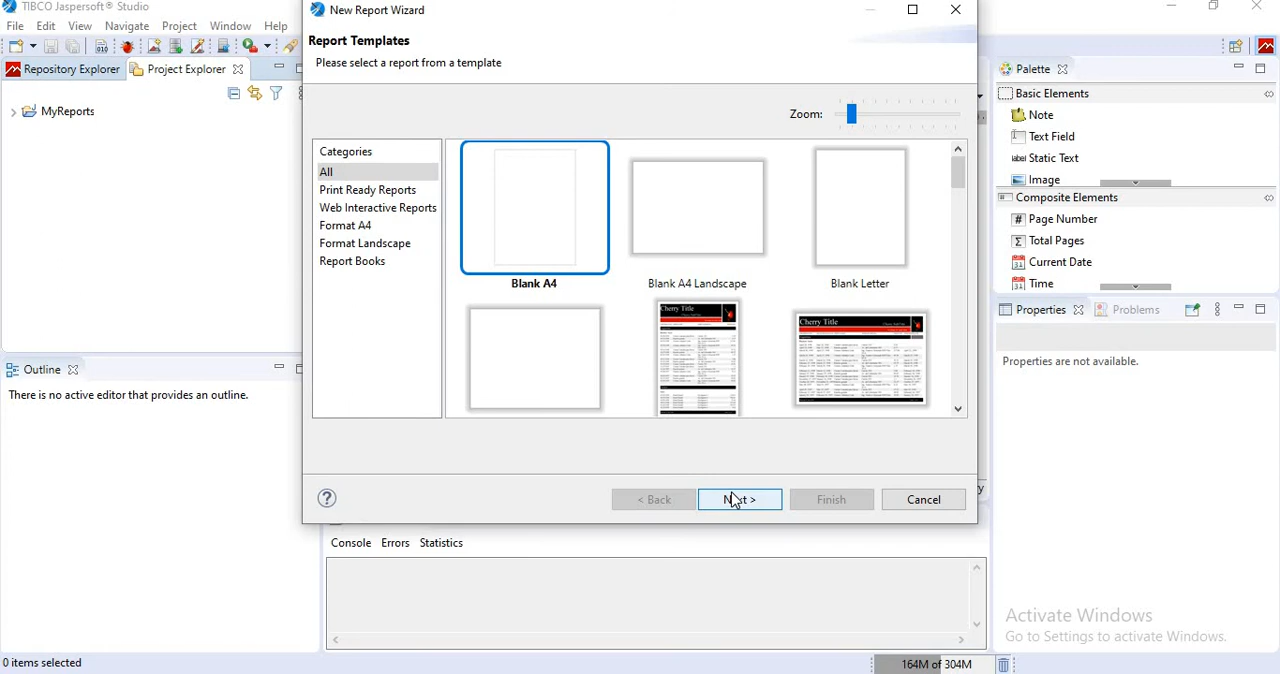 TIBCO Jaspersoft® Studio
File Edit View Navigate Project Window Help
Repository Explorer Project Explorer
MyReports
Outline
There is no active editor that provides an outline.
0 items selected
New Report Wizard
Report Templates
Please select a report from a template
Zoom:
Categories
All
Print Ready Reports
Web Interactive Reports
Format A4
Format Landscape
Report Books
Blank A4
Blank A4 Landscape
Blank Letter
Cherry Title
Cherry Title
< Back
Finish
Cancel
Console Errors Statistics
164M of 304M
Palette
Basic Elements
Note
Text Field
label Static Text
Image
Composite Elements
# Page Number
Σ Total Pages
31 Current Date
31 Time
Properties Problems
Properties are not available.
Activate Windows
Go to Settings to activate Windows.